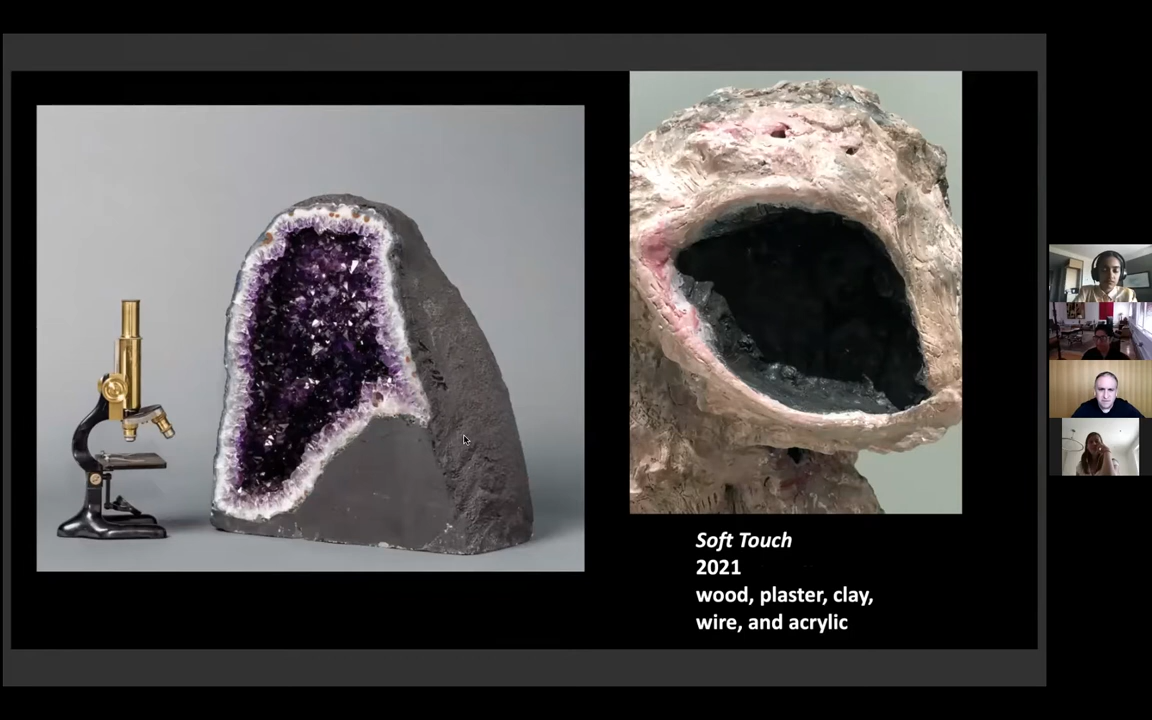 Soft Touch
2021
wood, plaster, clay,
wire, and acrylic